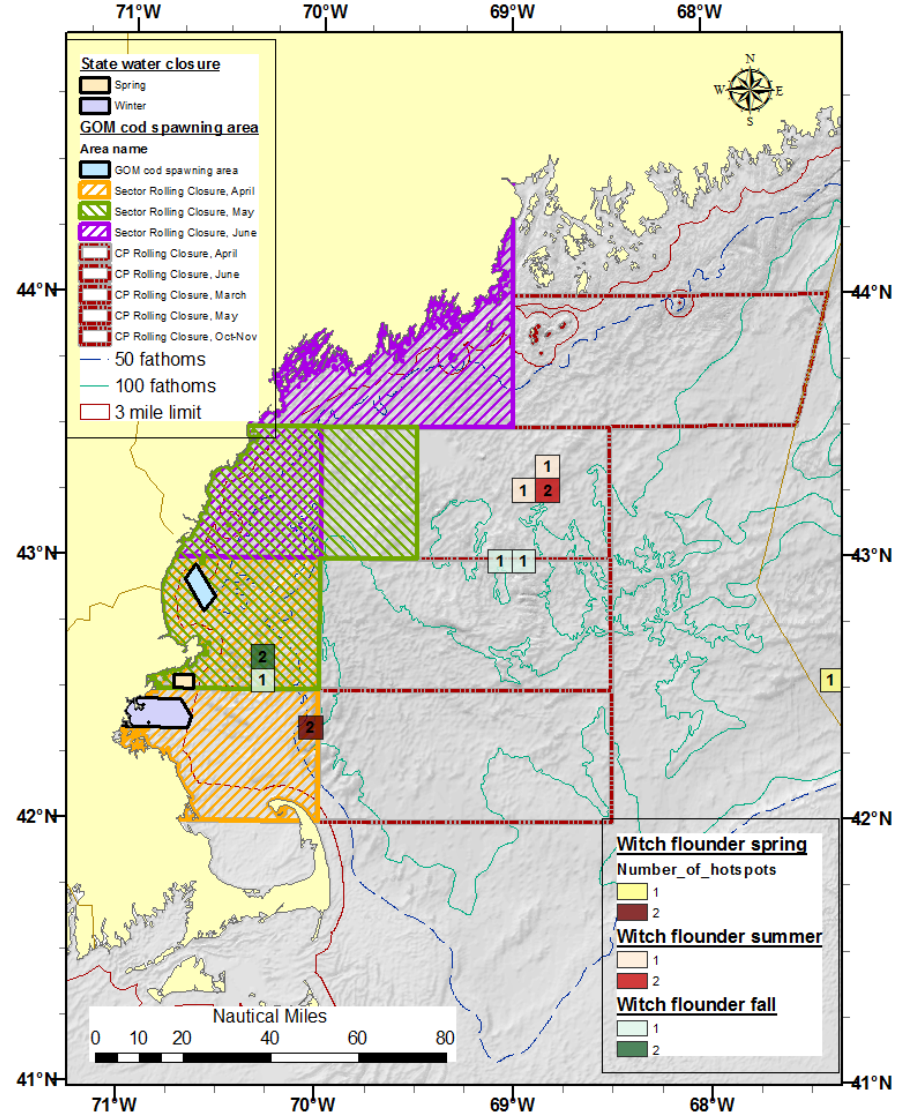 71°W 70°W 69°W 68°W
State water closure
Spring
Winter
GOM cod spawning area
Area name
GOM cod spawning area
Sector Rolling Closure, April
Sector Rolling Closure, May
Sector Rolling Closure, June
CP Rolling Closure, April
CP Rolling Closure, June
CP Rolling Closure, March
CP Rolling Closure, May
CP Rolling Closure, Oct-Nov
50 fathoms
100 fathoms
3 mile limit
N
W E
S
44°N 44°N
1
1 2
43°N 43°N
1 1
2
1 1
2
42°N 42°N
Witch flounder spring
Number_of_hotspots
1
2
Witch flounder summer
1
2
Witch flounder fall
1
2
Nautical Miles
0 10 20 40 60 80
41°N 41°N
71°W 70°W 69°W 68°W